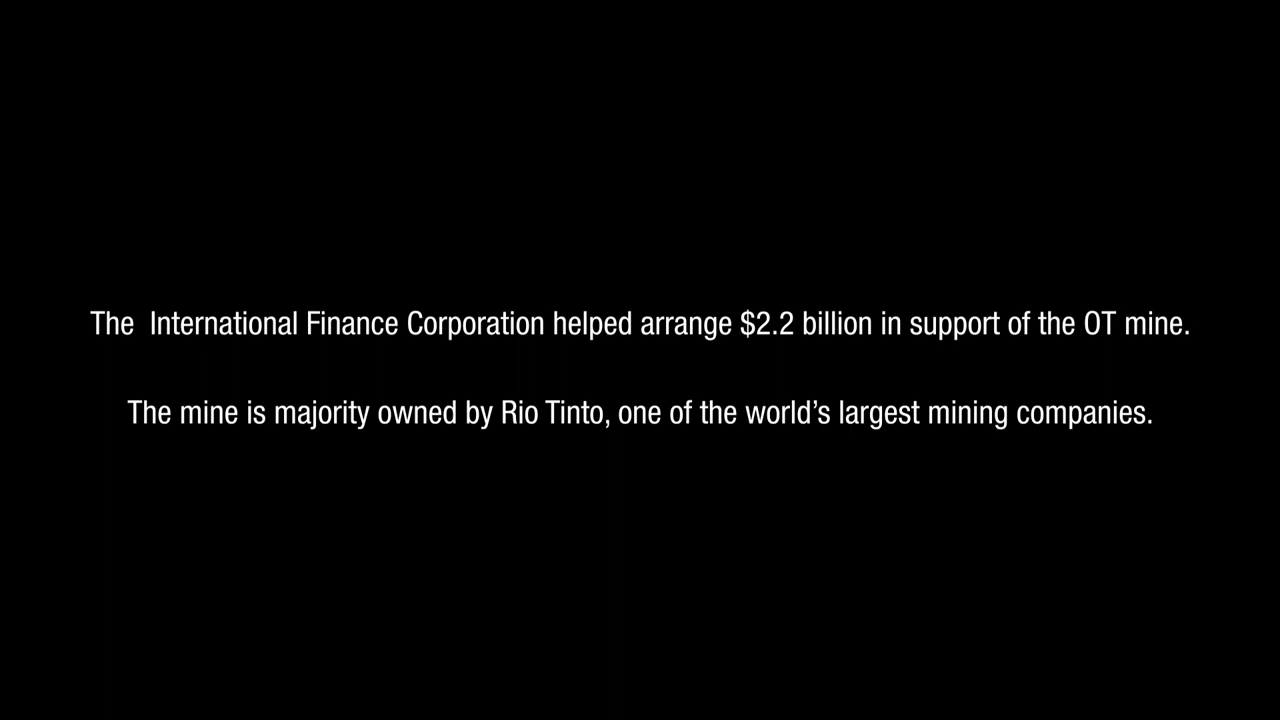 The International Finance Corporation helped arrange $2.2 billion in support of the OT mine.
The mine is majority owned by Rio Tinto, one of the world’s largest mining companies.